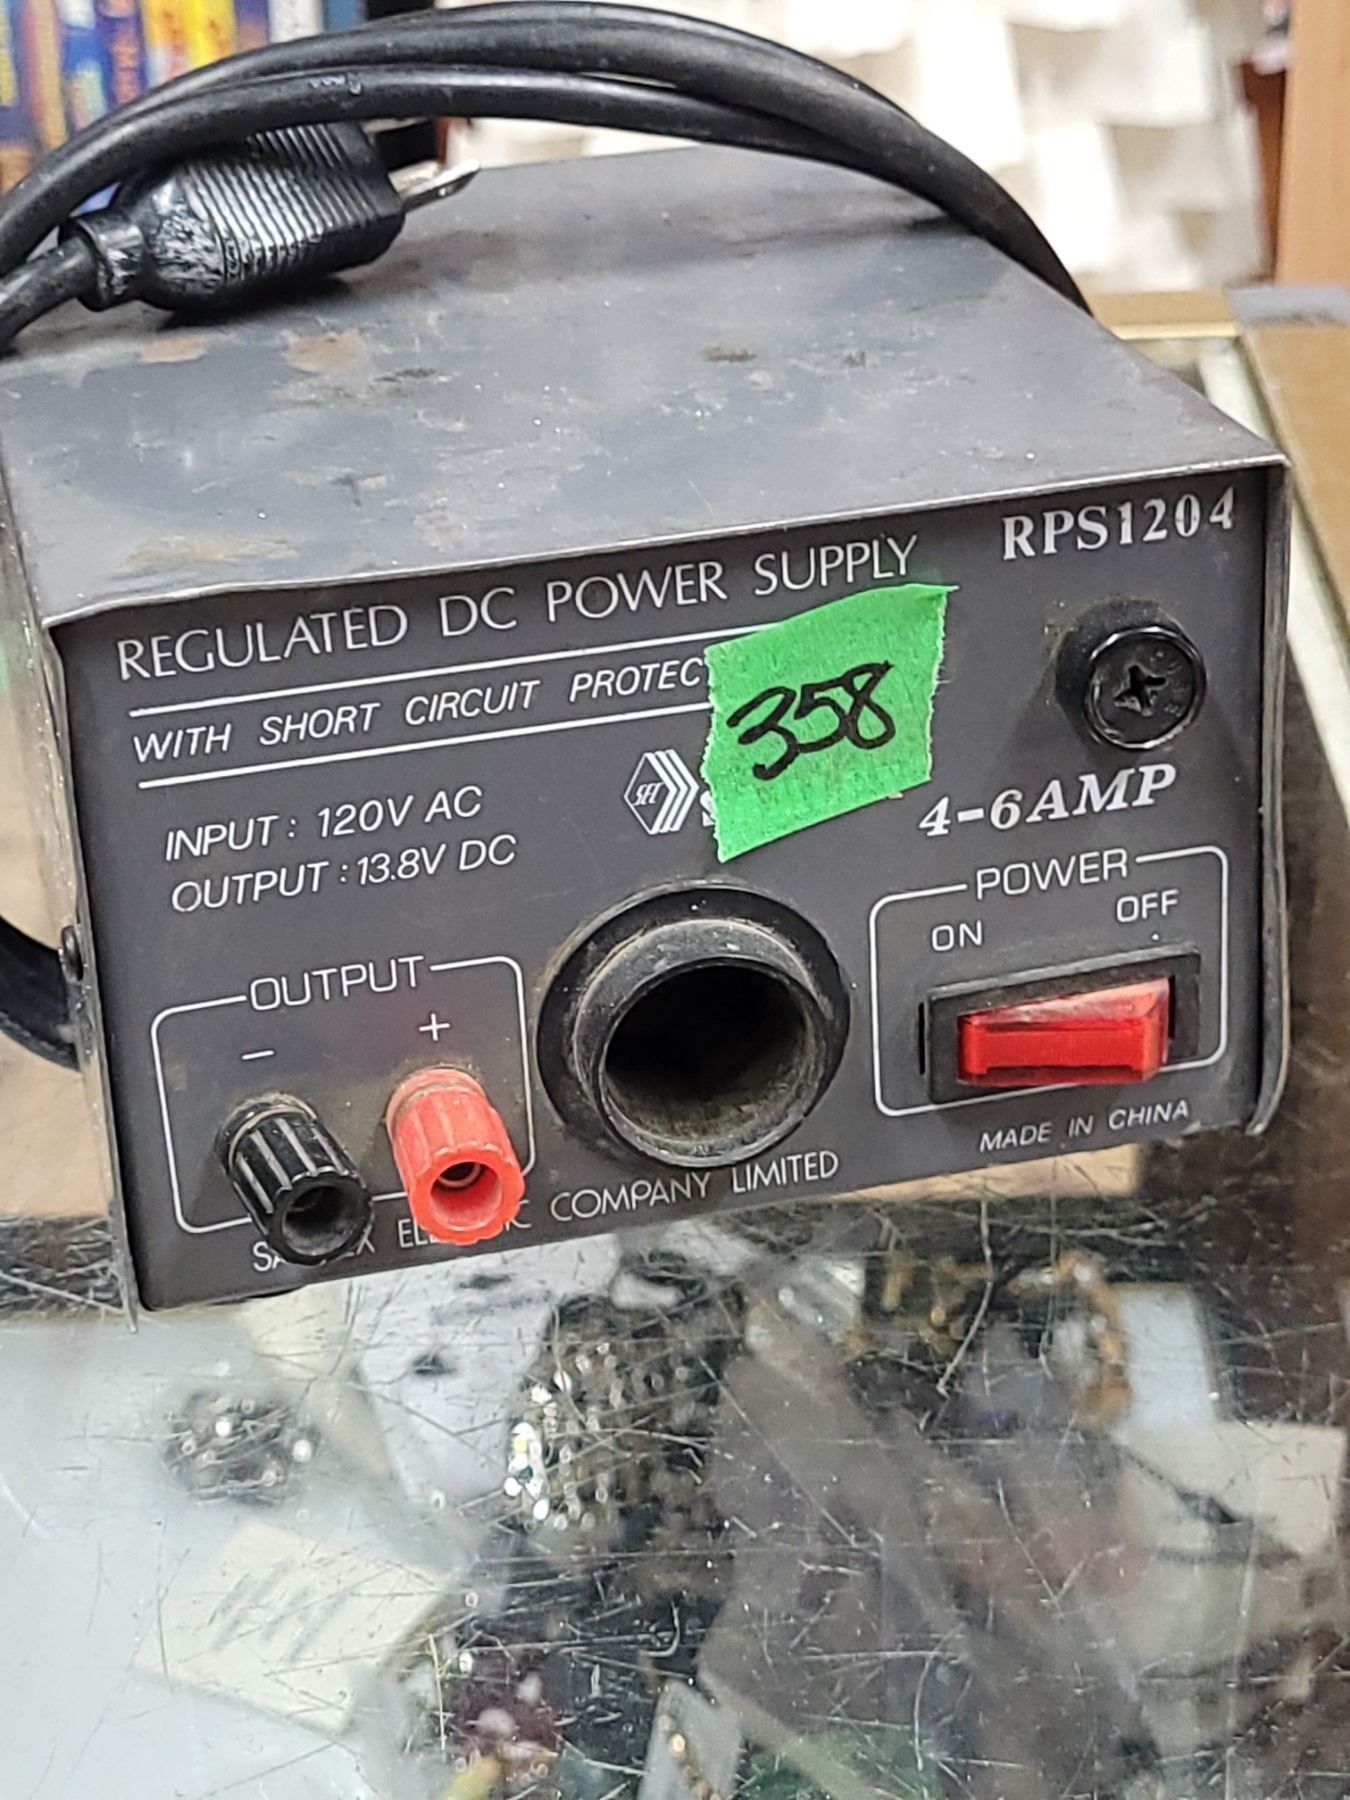 RPS1204
REGULATED DC POWER SUPPLY
WITH SHORT CIRCUIT PROTEC
358
SEC
INPUT: 120V AC
OUTPUT: 13.8V DC
4-6AMP
POWER
ON OFF
OUTPUT
- +
MADE IN CHINA
COMPANY LIMITED